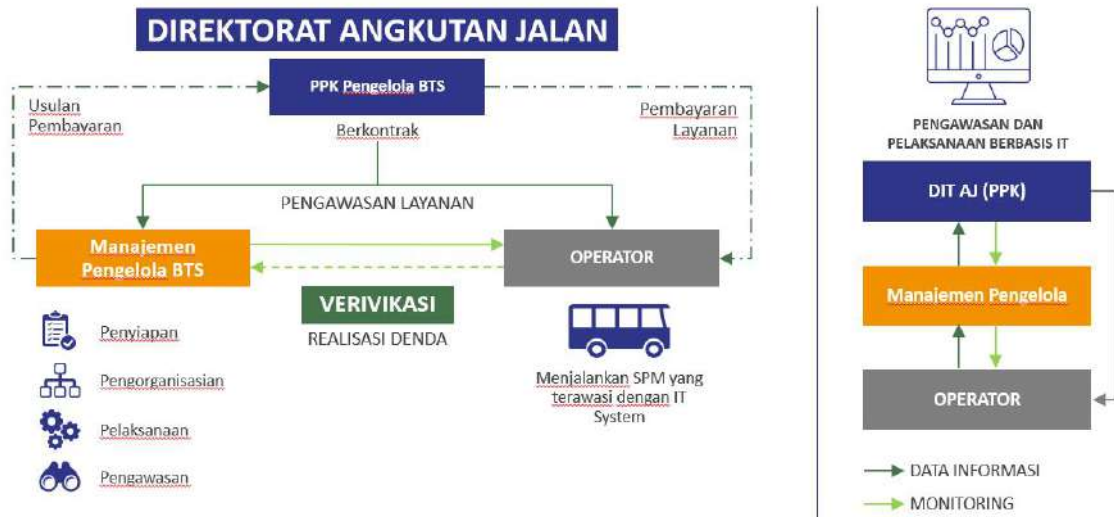 DIREKTORAT ANGKUTAN JALAN
PPK Pengelola BTS
Usulan
Pembayaran
Berkontrak
Pembayaran
Layanan
PENGAWASAN LAYANAN
Manajemen
Pengelola BTS
OPERATOR
VERIVIKASI
REALISASI DENDA
Penyiapan
Pengorganisasian
Pelaksanaan
Pengawasan
Menjalankan SPM yang
terawasi dengan IT
System
PENGAWASAN DAN
PELAKSANAAN BERBASIS IT
DIT AJ (PPK)
Manajemen Pengelola
OPERATOR
DATA INFORMASI
MONITORING